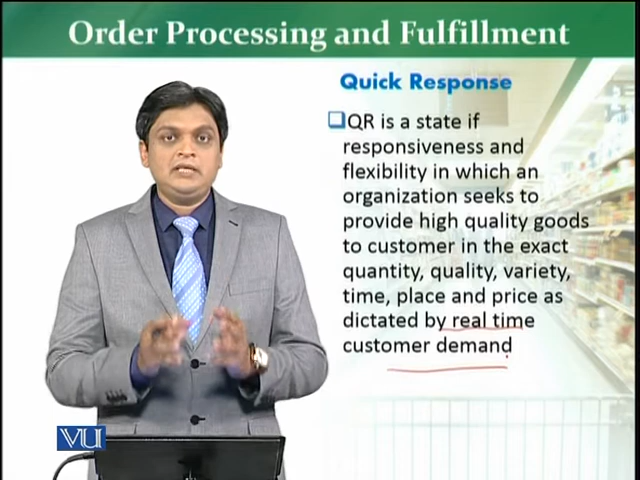 Order Processing and Fulfillment
Quick Response
QR is a state if
responsiveness and
flexibility in which an
organization seeks to
provide high quality goods
to customer in the exact
quantity, quality, variety,
time, place and price as
dictated by real time
customer demand
VU